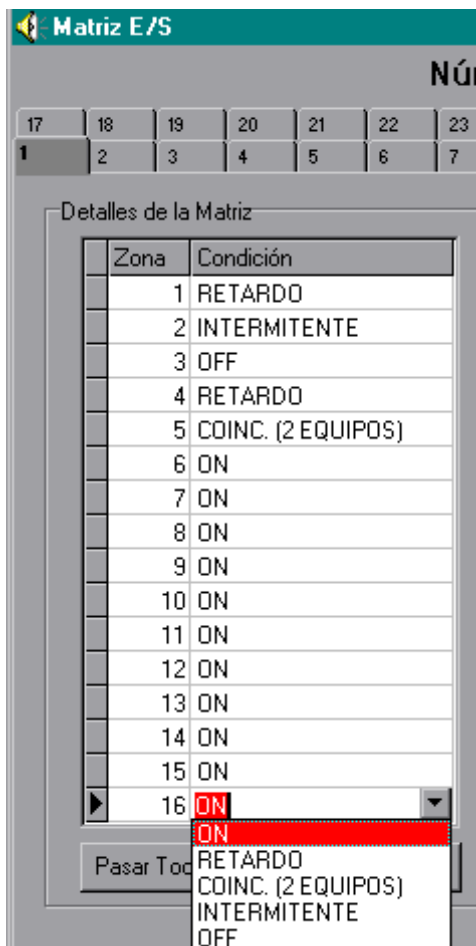 Matriz E/S
17 18 19 20 21 22 23
1 2 3 4 5 6 7
Detalles de la Matriz
Zona Condición
1 RETARDO
2 INTERMITENTE
3 OFF
4 RETARDO
5 COINC. (2 EQUIPOS)
6 ON
7 ON
8 ON
9 ON
10 ON
11 ON
12 ON
13 ON
14 ON
15 ON
16 ON
ON
RETARDO
Pasar
COINC. (2 EQUIPOS)
INTERMITENTE
OFF